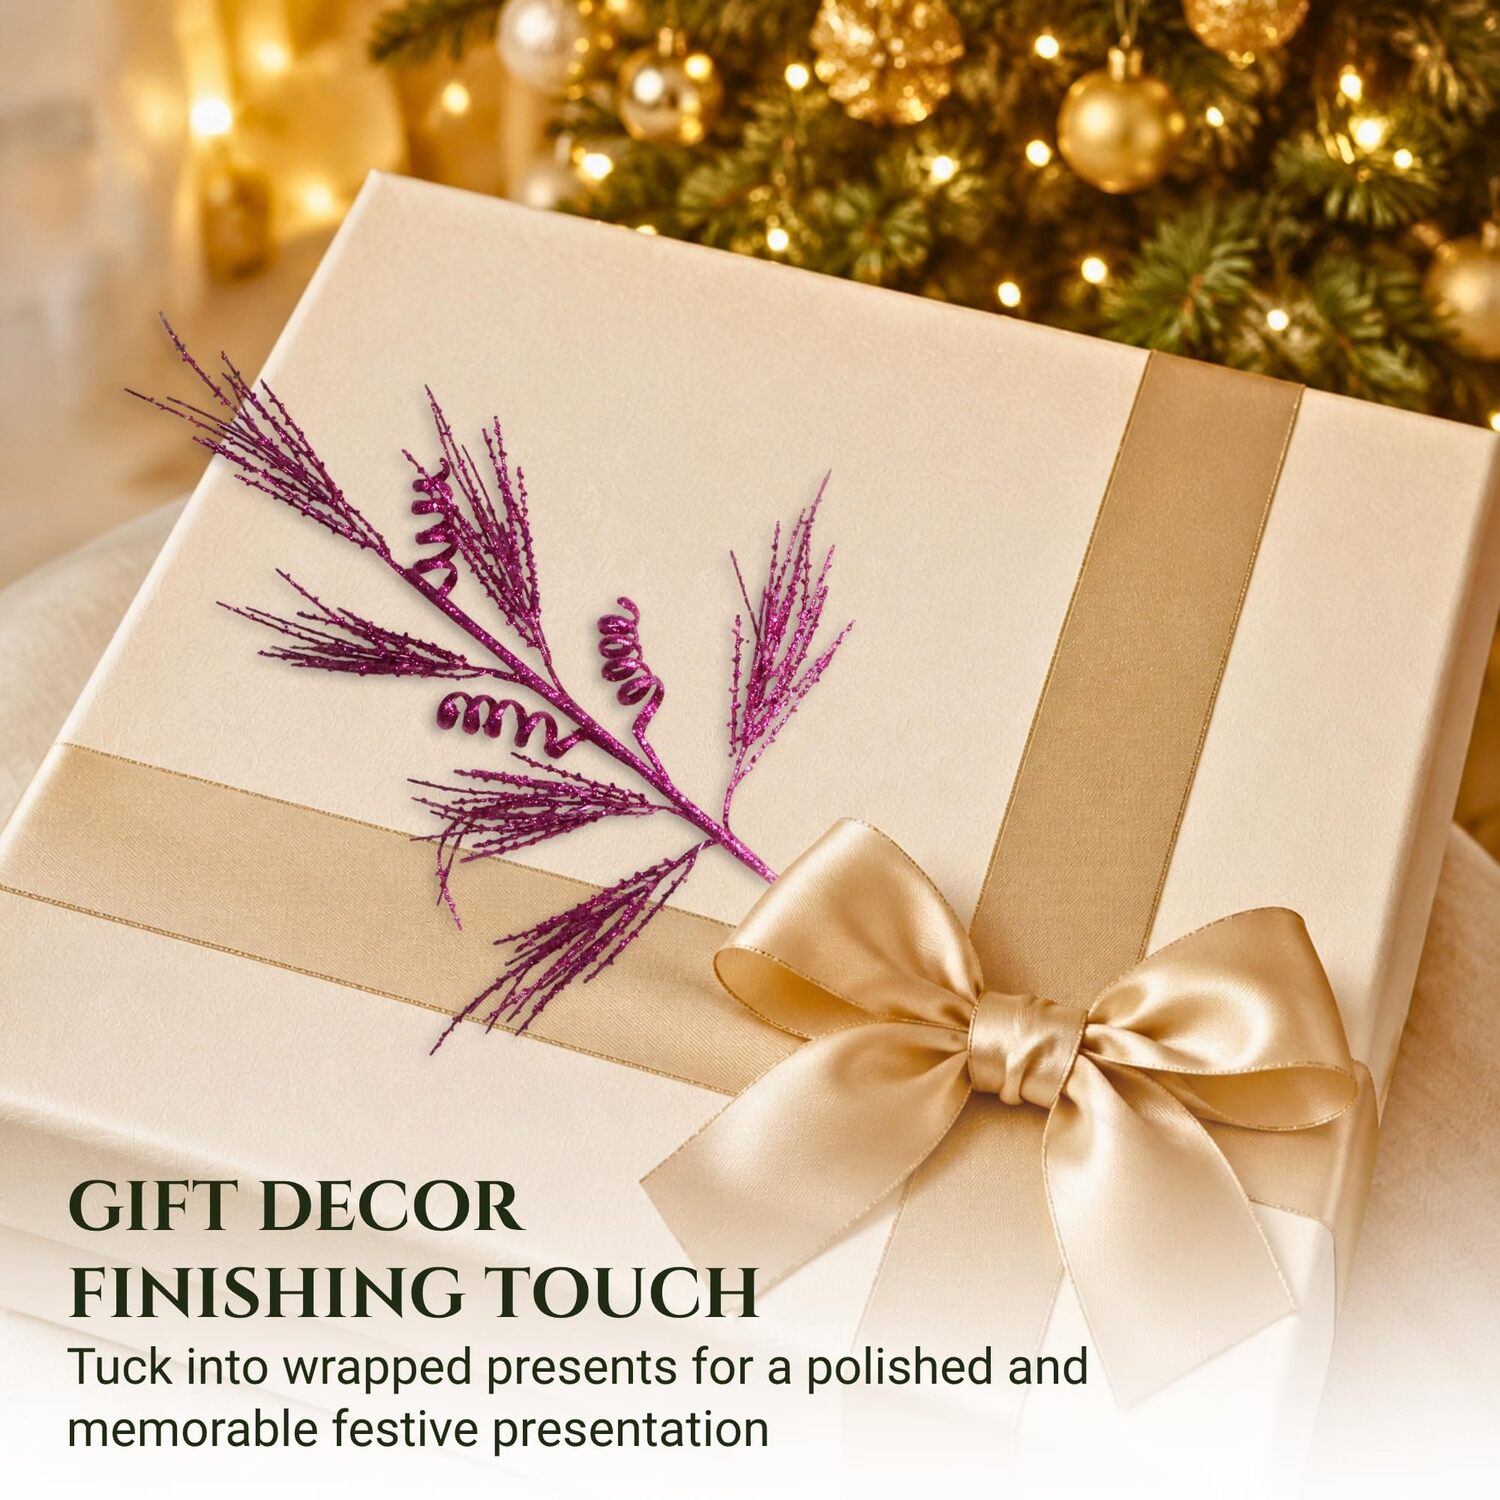 GIFT DECOR
FINISHING TOUCH
Tuck into wrapped presents for a polished and
memorable festive presentation